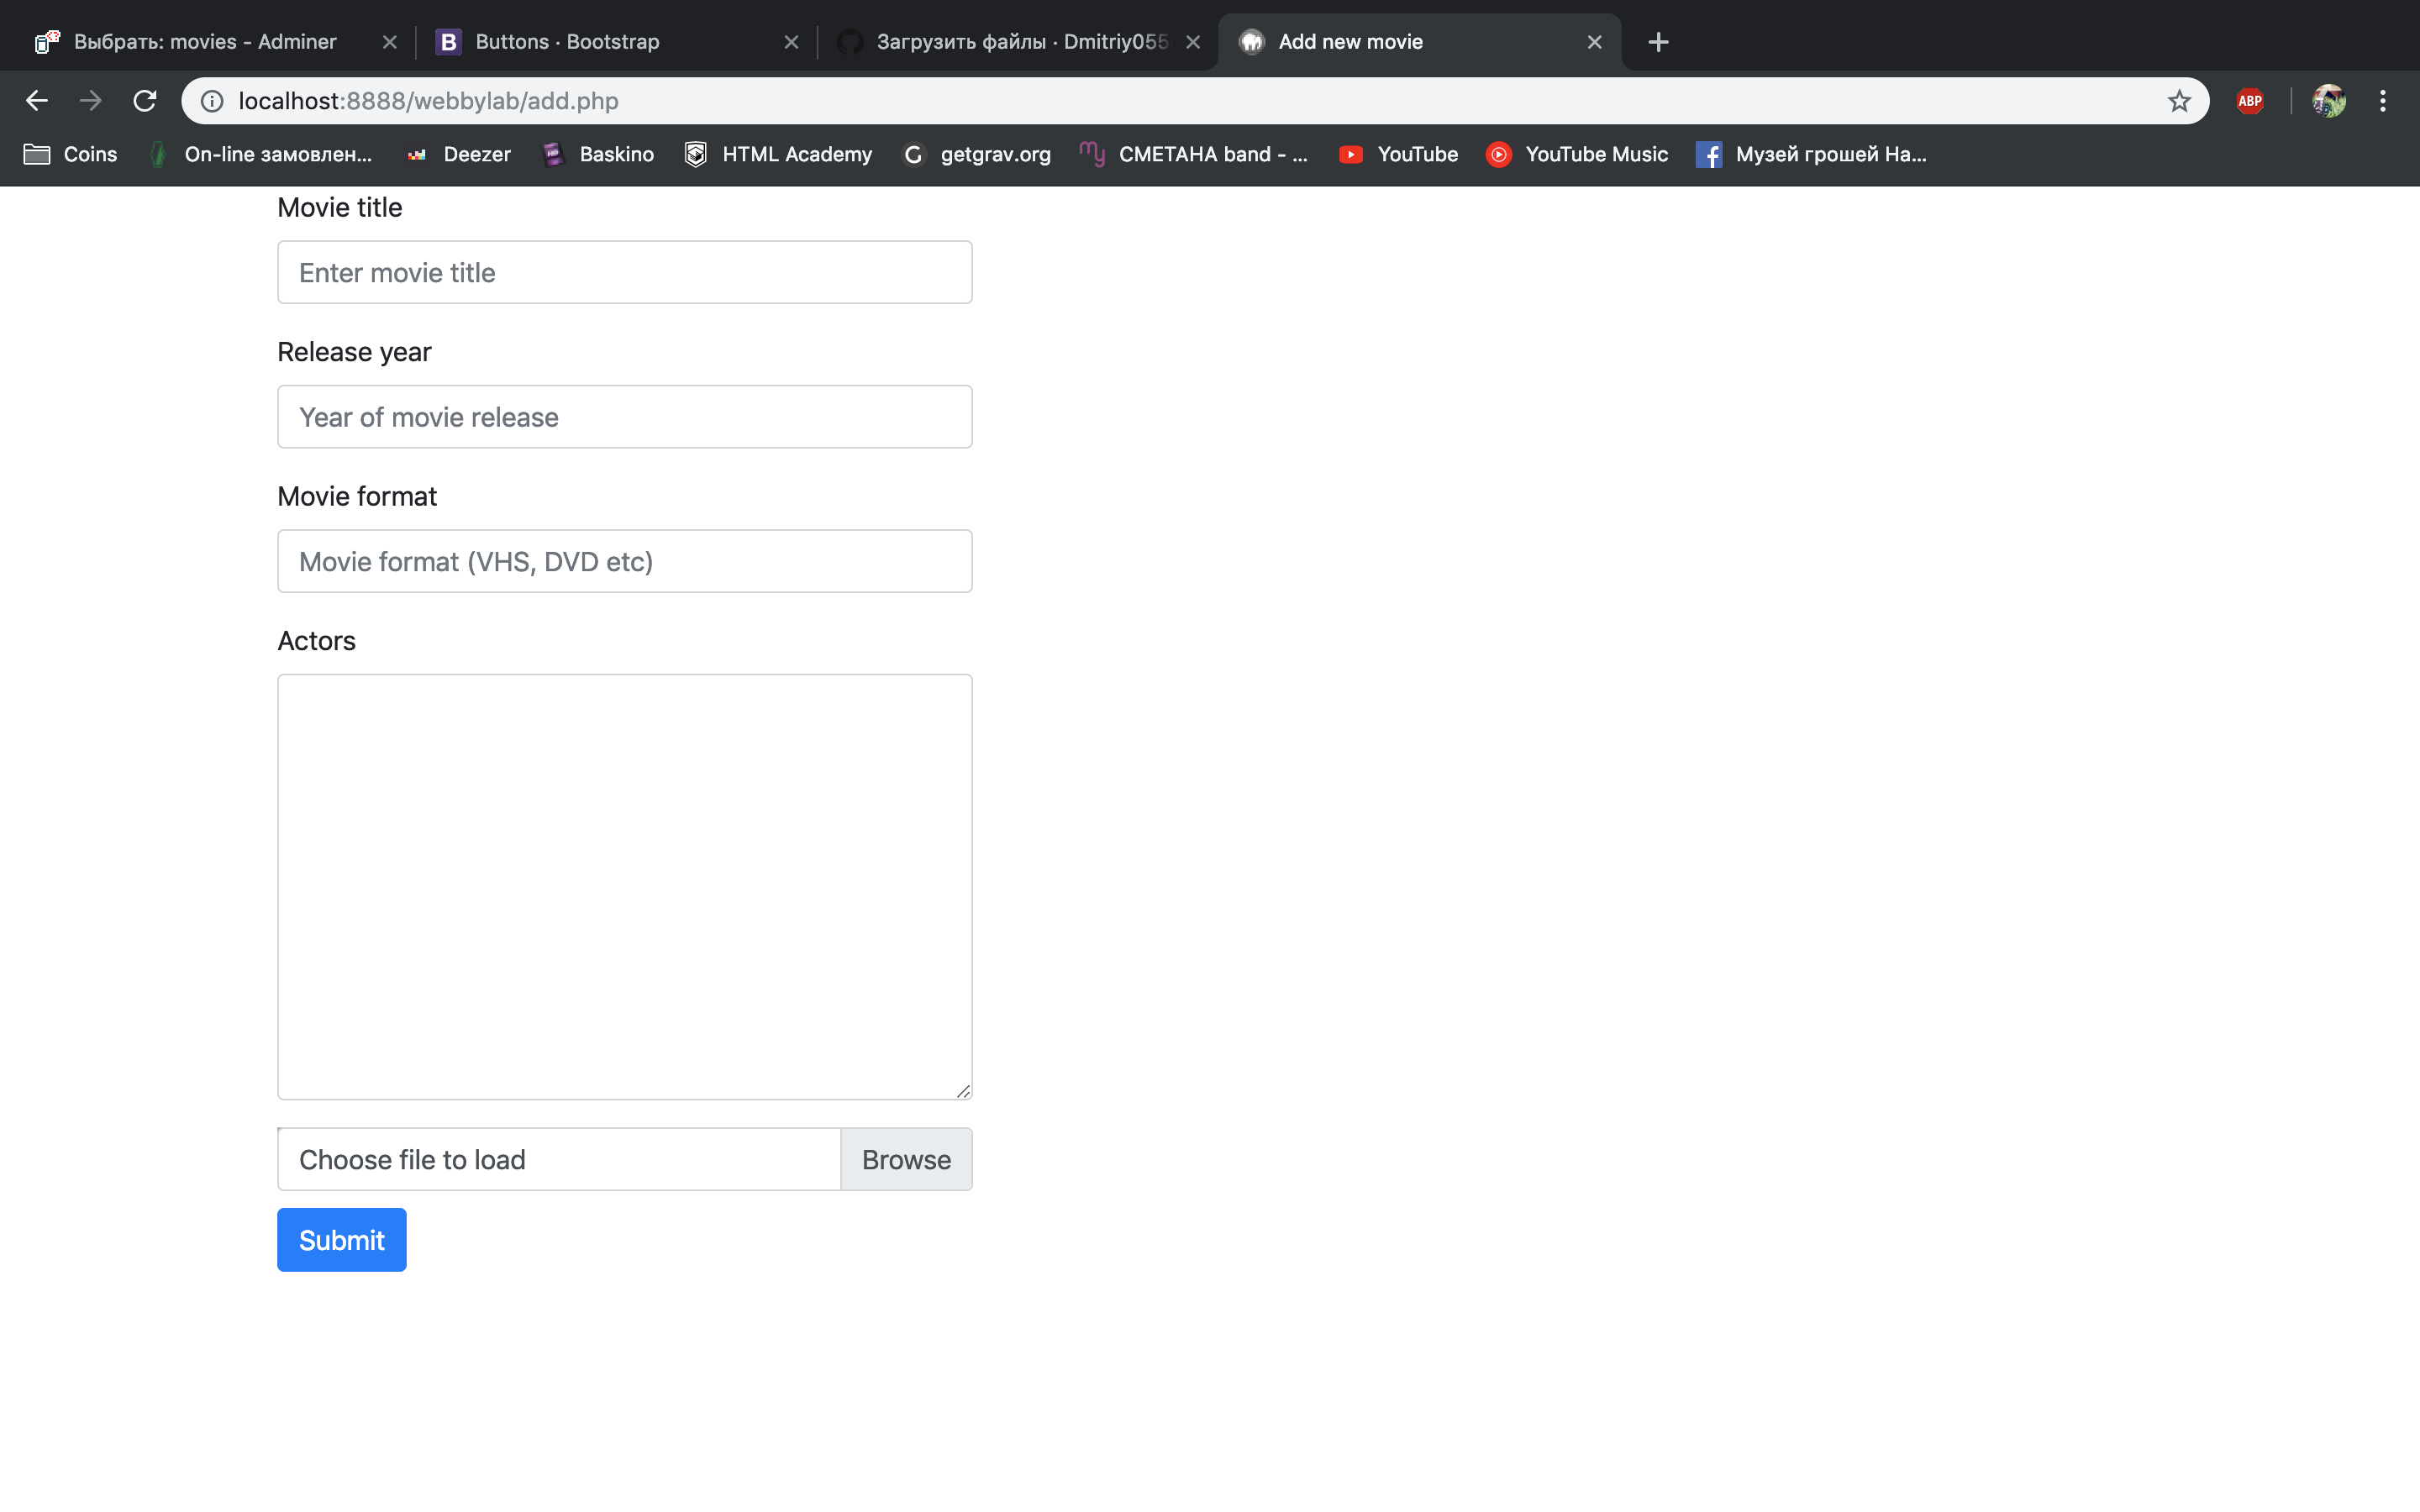 Выбрать: movies - Adminer
Buttons · Bootstrap
Загрузить файлы · Dmitriy055
Add new movie
localhost:8888/webbylab/add.php
ABP
Coins
On-line замовлен...
Deezer
Baskino
HTML Academy
getgrav.org
СМЕТАНА band - ...
YouTube
YouTube Music
Музей грошей На...
Movie title
Enter movie title
Release year
Year of movie release
Movie format
Movie format (VHS, DVD etc)
Actors
Choose file to load
Browse
Submit